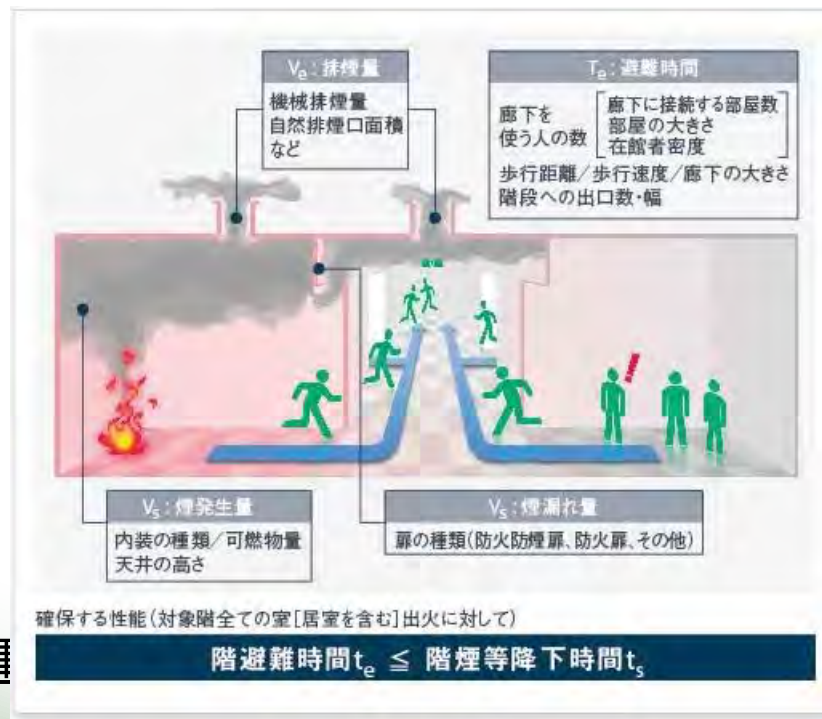 Ve：排煙量
機械排煙量
自然排煙口面積
など
Te：避難時間
廊下を
使う人の数
廊下に接続する部屋数
部屋の大きさ
在館者密度
歩行距離／歩行速度／廊下の大きさ
階段への出口数・幅
Vs：煙発生量
内装の種類／可燃物量
天井の高さ
Vs：煙漏れ量
扉の種類（防火防煙扉、防火扉、その他）
確保する性能（対象階全ての室［居室を含む］出火に対して）
階避難時間te ≦ 階煙等降下時間ts